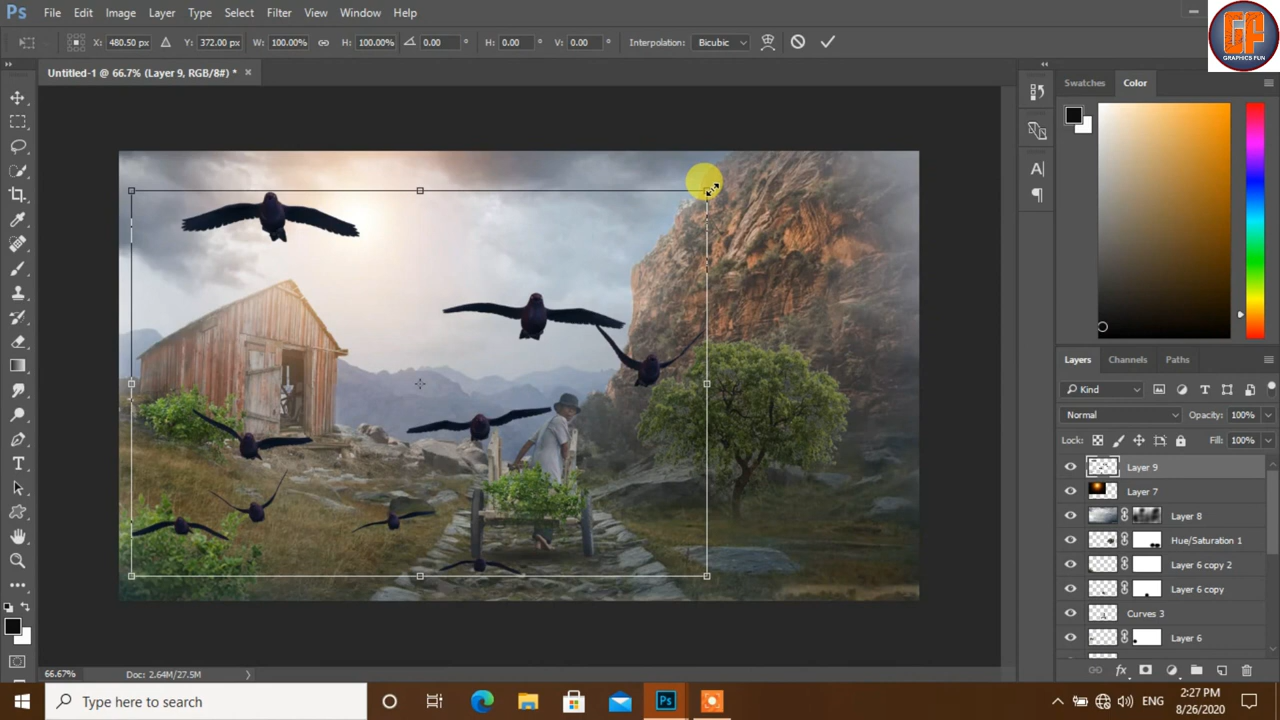 Ps File Edit Image Layer Type Select Filter View Window Help
GF
GRAPHICS FUN
X: 480.50 px Y: 372.00 px W: 100.00% H: 100.00% 0.00 ° H: 0.00 ° V: 0.00 ° Interpolation: Bicubic
Untitled-1 @ 66.7% (Layer 9, RGB/8#) * ×
Swatches Color
Layers Channels Paths
Kind
Normal Opacity: 100%
Lock: Fill: 100%
Layer 9
Layer 7
Layer 8
Hue/Saturation 1
Layer 6 copy 2
Layer 6 copy
Curves 3
Layer 6
66.67% Doc: 2.64M/27.5M
Type here to search
Ps
ENG
2:27 PM
8/26/2020